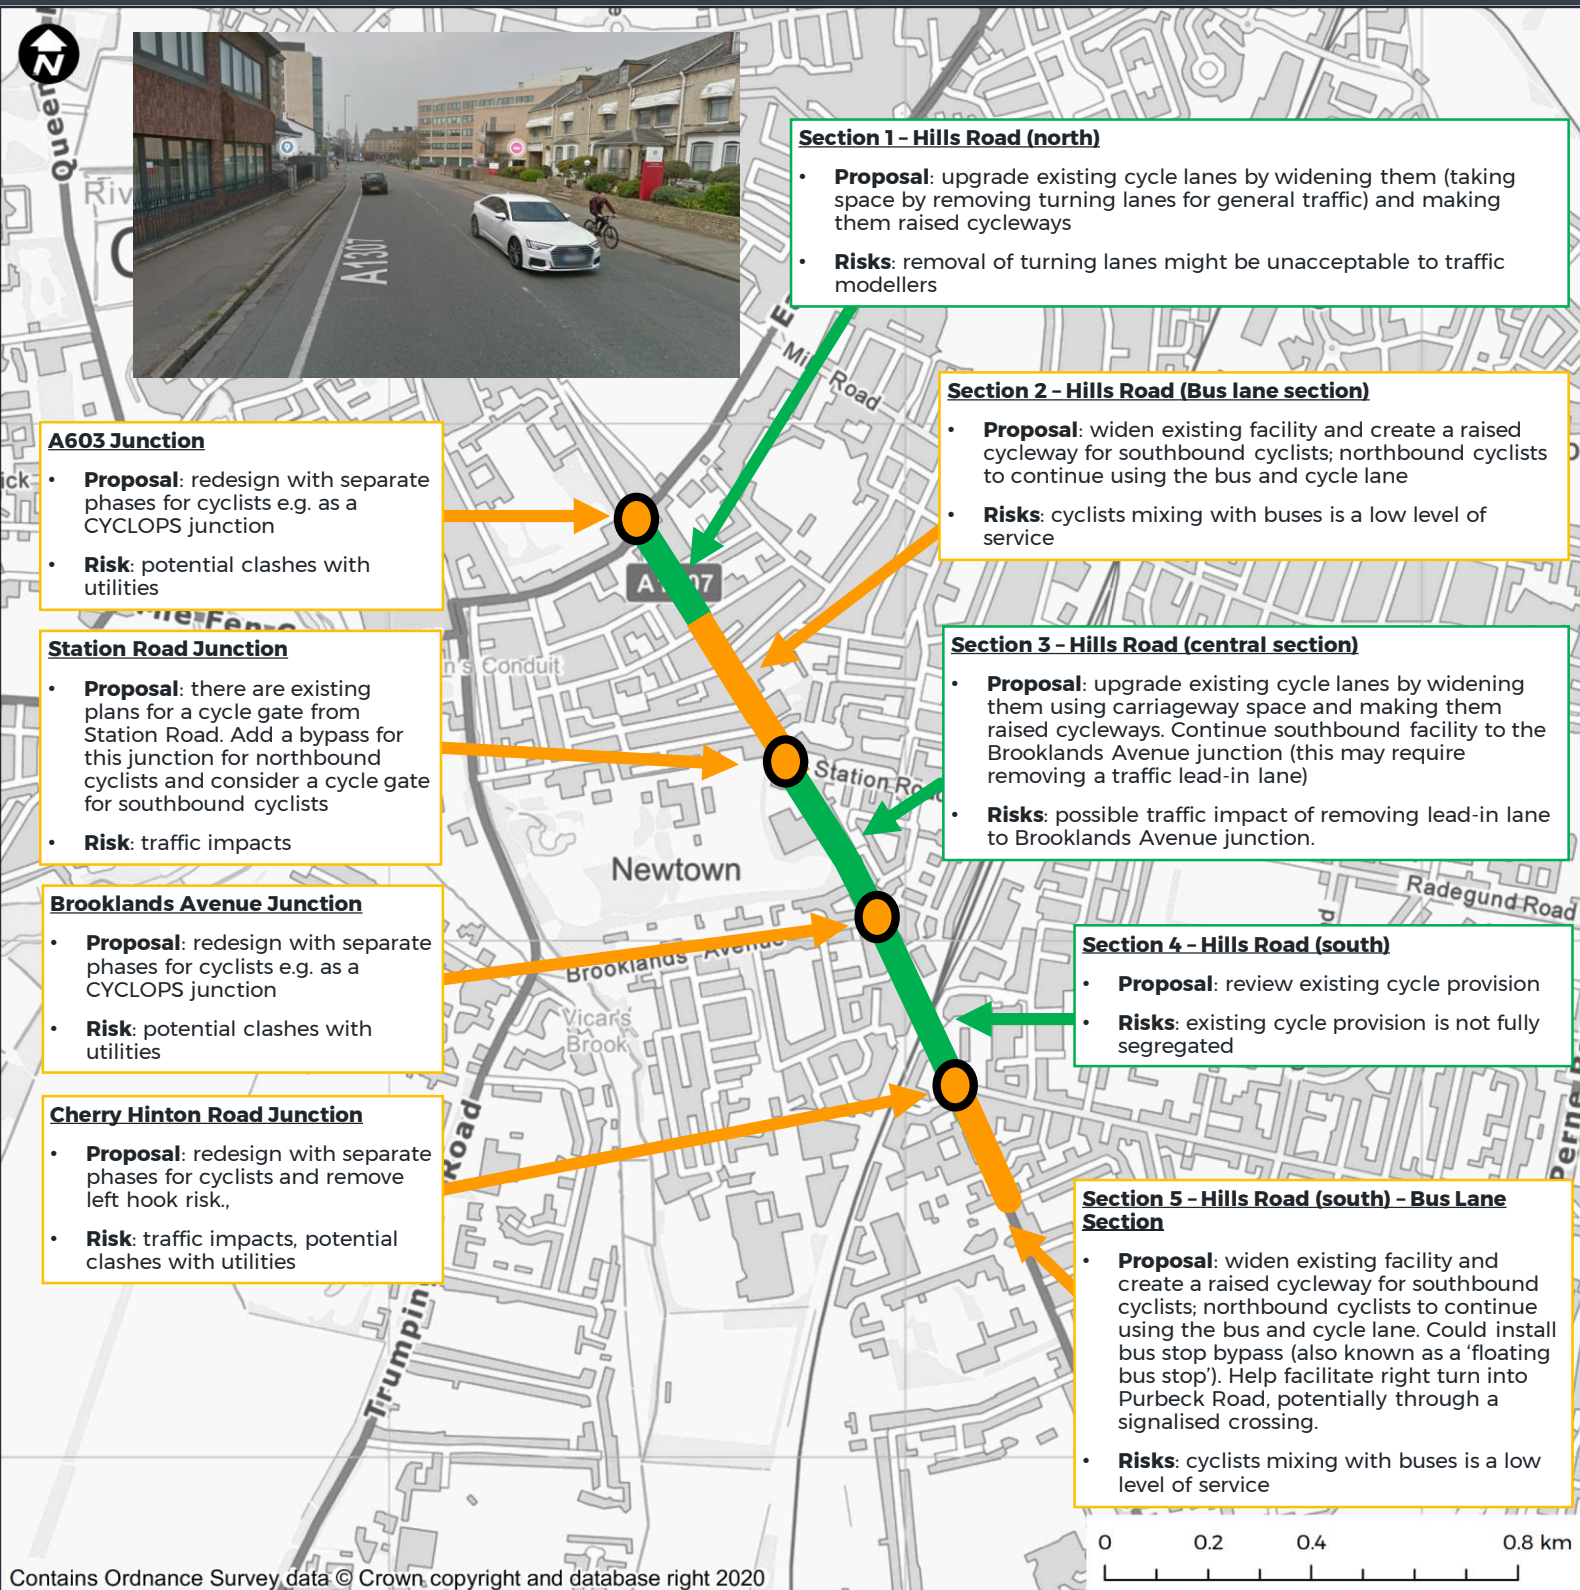 N
Queen
Riv
C
A1307
Section 1 – Hills Road (north)
• Proposal: upgrade existing cycle lanes by widening them (taking
space by removing turning lanes for general traffic) and making
them raised cycleways
• Risks: removal of turning lanes might be unacceptable to traffic
modellers
E
Mill Road
Section 2 – Hills Road (Bus lane section)
• Proposal: widen existing facility and create a raised
cycleway for southbound cyclists; northbound cyclists
to continue using the bus and cycle lane
• Risks: cyclists mixing with buses is a low level of
service
A603 Junction
• Proposal: redesign with separate
phases for cyclists e.g. as a
CYCLOPS junction
• Risk: potential clashes with
utilities
ick
A1307
Station Road Junction
• Proposal: there are existing
plans for a cycle gate from
Station Road. Add a bypass for
this junction for northbound
cyclists and consider a cycle gate
for southbound cyclists
• Risk: traffic impacts
n's Conduit
Section 3 – Hills Road (central section)
• Proposal: upgrade existing cycle lanes by widening
them using carriageway space and making them
raised cycleways. Continue southbound facility to the
Brooklands Avenue junction (this may require
removing a traffic lead-in lane)
• Risks: possible traffic impact of removing lead-in lane
to Brooklands Avenue junction.
Station Road
Newtown
Radegund Road
Brooklands Avenue Junction
• Proposal: redesign with separate
phases for cyclists e.g. as a
CYCLOPS junction
• Risk: potential clashes with
utilities
Brooklands Avenue
Vicar's
Brook
Section 4 – Hills Road (south)
• Proposal: review existing cycle provision
• Risks: existing cycle provision is not fully
segregated
Cherry Hinton Road Junction
• Proposal: redesign with separate
phases for cyclists and remove
left hook risk.,
• Risk: traffic impacts, potential
clashes with utilities
Road
Trumpin
Perne
Section 5 – Hills Road (south) – Bus Lane
Section
• Proposal: widen existing facility and
create a raised cycleway for southbound
cyclists; northbound cyclists to continue
using the bus and cycle lane. Could install
bus stop bypass (also known as a ‘floating
bus stop’). Help facilitate right turn into
Purbeck Road, potentially through a
signalised crossing.
• Risks: cyclists mixing with buses is a low
level of service
0 0.2 0.4 0.8 km
Contains Ordnance Survey data © Crown copyright and database right 2020